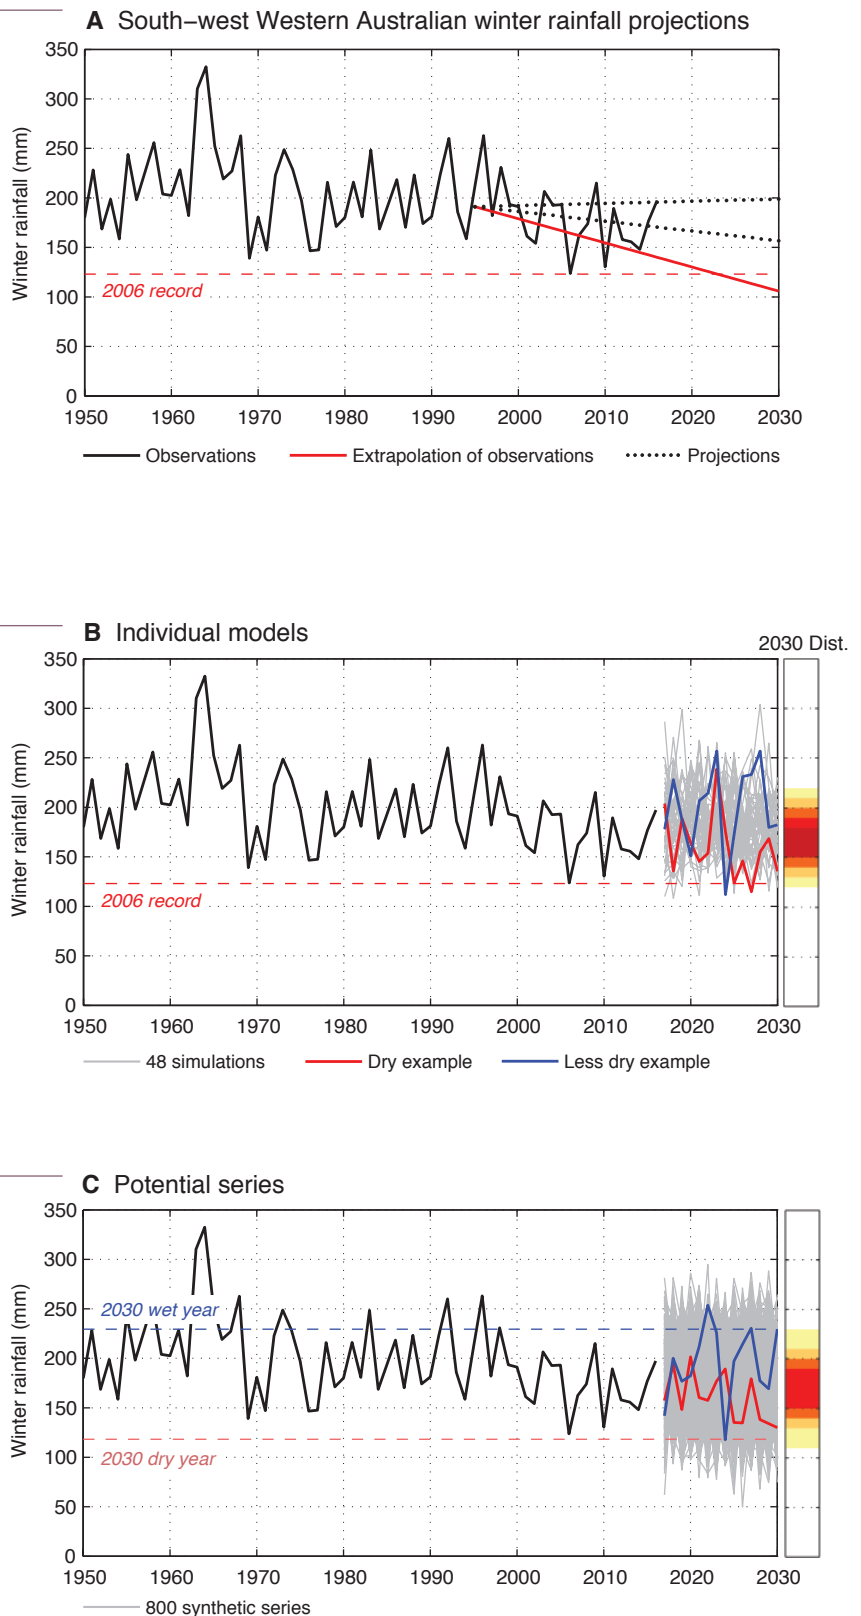 A South–west Western Australian winter rainfall projections
350
300
250
200
150
100
50
0
Winter rainfall (mm)
2006 record
1950 1960 1970 1980 1990 2000 2010 2020 2030
Observations Extrapolation of observations Projections
B Individual models
2030 Dist.
350
300
250
200
150
100
50
0
Winter rainfall (mm)
2006 record
1950 1960 1970 1980 1990 2000 2010 2020 2030
48 simulations Dry example Less dry example
C Potential series
350
300
250
200
150
100
50
0
Winter rainfall (mm)
2030 wet year
2030 dry year
1950 1960 1970 1980 1990 2000 2010 2020 2030
800 synthetic series